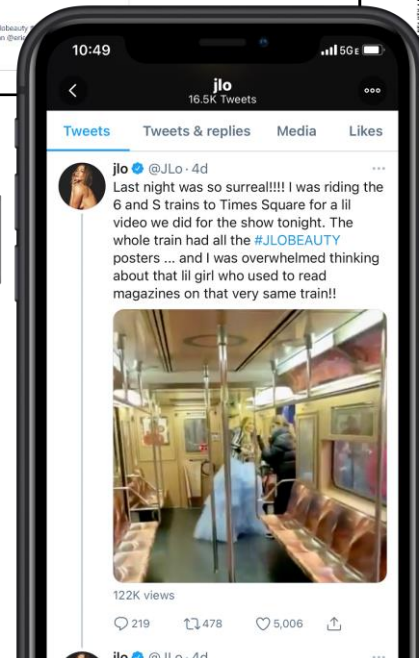 10:49
5GE
jlo
16.5K Tweets
Tweets Tweets & replies Media Likes
jlo @JLo · 4d
Last night was so surreal!!!! I was riding the
6 and S trains to Times Square for a lil
video we did for the show tonight. The
whole train had all the #JLOBEAUTY
posters ... and I was overwhelmed thinking
about that lil girl who used to read
magazines on that very same train!!
122K views
219 478 5,006
jlo @JLo · 4d